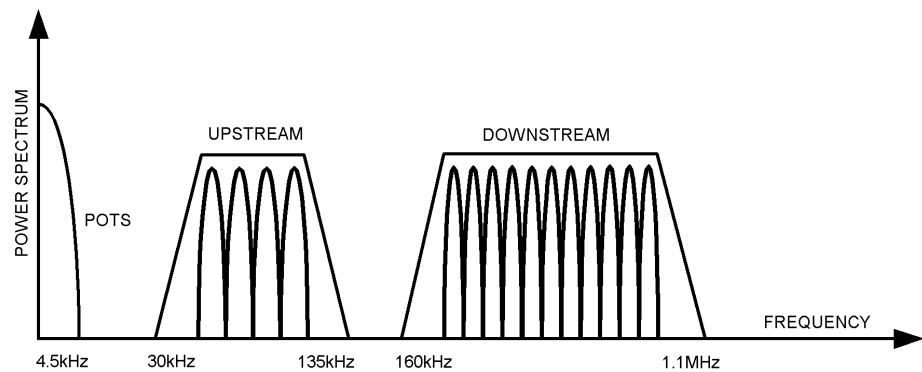 POWER SPECTRUM
UPSTREAM
DOWNSTREAM
POTS
FREQUENCY
4.5kHz
30kHz
135kHz
160kHz
1.1MHz